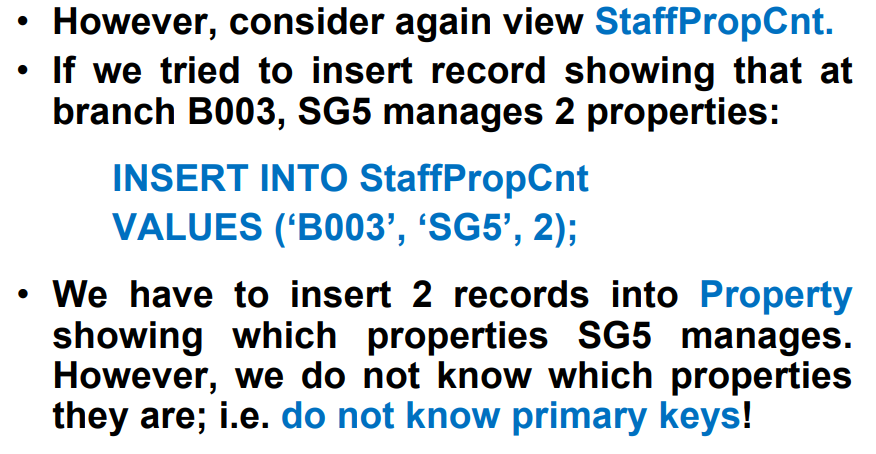 • However, consider again view StaffPropCnt.
• If we tried to insert record showing that at
branch B003, SG5 manages 2 properties:
INSERT INTO StaffPropCnt
VALUES (‘B003’, ‘SG5’, 2);
• We have to insert 2 records into Property
showing which properties SG5 manages.
However, we do not know which properties
they are; i.e. do not know primary keys!